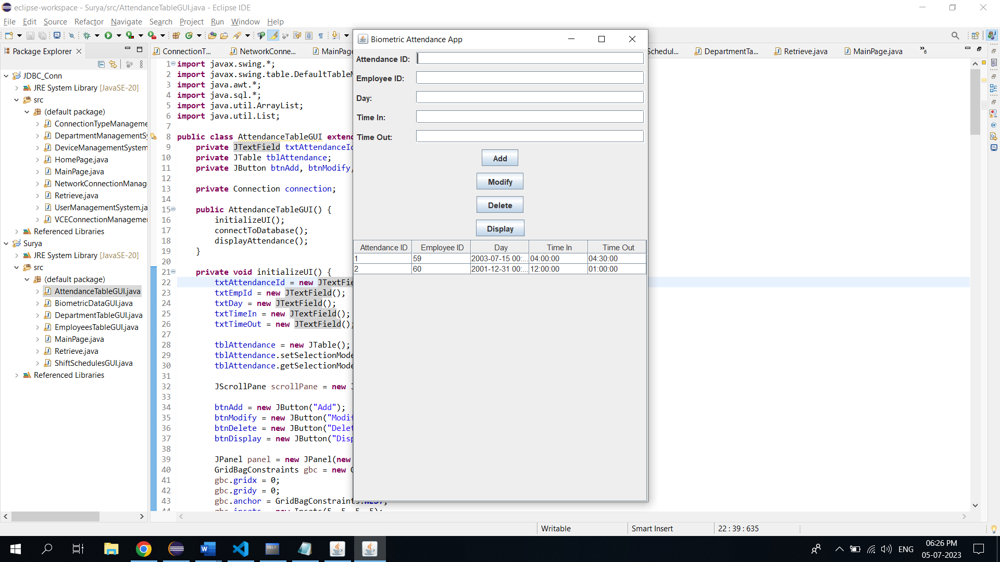 eclipse-workspace - Surya/src/AttendanceTableGUI.java - Eclipse IDE
File Edit Source Refactor Navigate Search Project Run Window Help
Package Explorer
ConnectionT... NetworkConne... MainPage Schedul... DepartmentTa... Retrieve.java MainPage.java »6
JDBC_Conn
JRE System Library [JavaSE-20]
src
(default package)
ConnectionTypeManageme
DepartmentManagementSy
DeviceManagementSystem
HomePage.java
MainPage.java
NetworkConnectionManag
Retrieve.java
UserManagementSystem.ja
VCEConnectionManagemen
Referenced Libraries
Surya
JRE System Library [JavaSE-20]
src
(default package)
AttendanceTableGUI.java
BiometricDataGUI.java
DepartmentTableGUI.java
EmployeesTableGUI.java
MainPage.java
Retrieve.java
ShiftSchedulesGUI.java
Referenced Libraries
1 import javax.swing.*;
2 import javax.swing.table.DefaultTableM
3 import java.awt.*;
4 import java.sql.*;
5 import java.util.ArrayList;
6 import java.util.List;
7
8 public class AttendanceTableGUI extend
9 private JTextField txtAttendanceId
10 private JTable tblAttendance;
11 private JButton btnAdd, btnModify,
12
13 private Connection connection;
14
15 public AttendanceTableGUI() {
16 initializeUI();
17 connectToDatabase();
18 displayAttendance();
19 }
20
21 private void initializeUI() {
22 txtAttendanceId = new JTextFie
23 txtEmpId = new JTextField();
24 txtDay = new JTextField();
25 txtTimeIn = new JTextField();
26 txtTimeOut = new JTextField();
27
28 tblAttendance = new JTable();
29 tblAttendance.setSelectionMode
30 tblAttendance.getSelectionMode
31
32 JScrollPane scrollPane = new J
33
34 btnAdd = new JButton("Add");
35 btnModify = new JButton("Modif
36 btnDelete = new JButton("Delet
37 btnDisplay = new JButton("Disp
38
39 JPanel panel = new JPanel(new
40 GridBagConstraints gbc = new G
41 gbc.gridx = 0;
42 gbc.gridy = 0;
43 gbc.anchor = GridBagConstraints.WEST;
44 gbc.insets = new Insets(5, 5, 5, 5);
Biometric Attendance App
Attendance ID:
Employee ID:
Day:
Time In:
Time Out:
Add
Modify
Delete
Display
Attendance ID Employee ID Day Time In Time Out
1 59 2003-07-15 00:... 04:00:00 04:30:00
2 60 2001-12-31 00:... 12:00:00 01:00:00
Writable Smart Insert 22 : 39 : 635
ENG
06:26 PM
05-07-2023